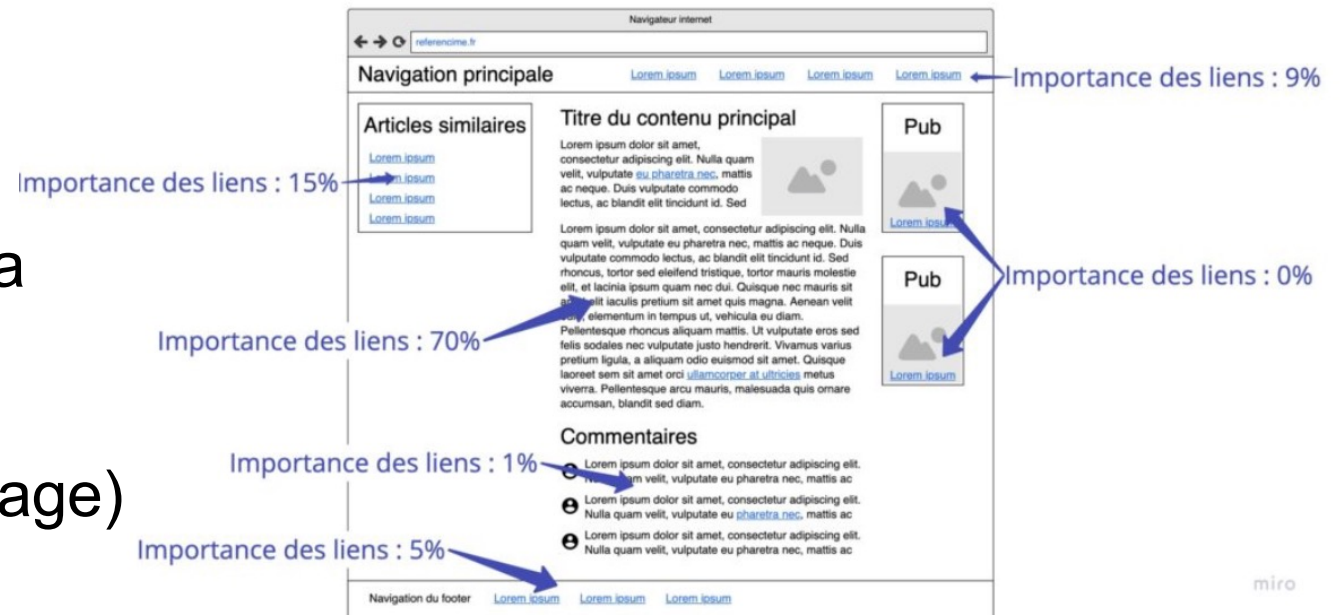 Navigateur internet
referencime.fr
Navigation principale
Lorem ipsum Lorem ipsum Lorem ipsum Lorem ipsum
Importance des liens : 9%
Articles similaires
Lorem ipsum
Lorem ipsum
Lorem ipsum
Lorem ipsum
Importance des liens : 15%
a
age)
Titre du contenu principal
Lorem ipsum dolor sit amet,
consectetur adipiscing elit. Nulla quam
velit, vulputate eu pharetra nec, mattis
ac neque. Duis vulputate commodo
lectus, ac blandit elit tincidunt id. Sed
Lorem ipsum dolor sit amet, consectetur adipiscing elit. Nulla
quam velit, vulputate eu pharetra nec, mattis ac neque. Duis
vulputate commodo lectus, ac blandit elit tincidunt id. Sed
rhoncus, tortor sed eleifend tristique, tortor mauris molestie
elit, et lacinia ipsum quam nec dui. Quisque nec mauris sit
elit iaculis pretium sit amet quis magna. Aenean velit
elementum in tempus ut, vehicula eu diam.
Pellentesque rhoncus aliquam mattis. Ut vulputate eros sed
felis sodales nec vulputate justo hendrerit. Vivamus varius
pretium ligula, a aliquam odio euismod sit amet. Quisque
laoreet sem sit amet orci ullamcorper at ultricies metus
viverra. Pellentesque arcu mauris, malesuada quis ornare
accumsan, blandit sed diam.
Importance des liens : 70%
Pub
Lorem ipsum
Pub
Lorem ipsum
Importance des liens : 0%
Commentaires
Lorem ipsum dolor sit amet, consectetur adipiscing elit.
velit, vulputate eu pharetra nec, mattis ac
Lorem ipsum dolor sit amet, consectetur adipiscing elit.
Nulla quam velit, vulputate eu pharetra nec, mattis ac
Lorem ipsum dolor sit amet, consectetur adipiscing elit.
Nulla quam velit, vulputate eu pharetra nec, mattis ac
Importance des liens : 1%
Importance des liens : 5%
Navigation du footer Lorem ipsum Lorem ipsum Lorem ipsum
miro